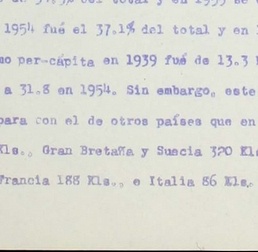 1954 fué el 37.1% del total y en
per-cápita en 1939 fué de 13.3
a 31.8 en 1954. Sin embargo, este
para con el de otros países que en
Kls., Gran Bretaña y Suecia 320 Kls
Francia 188 Kls., e Italia 86 Kls.